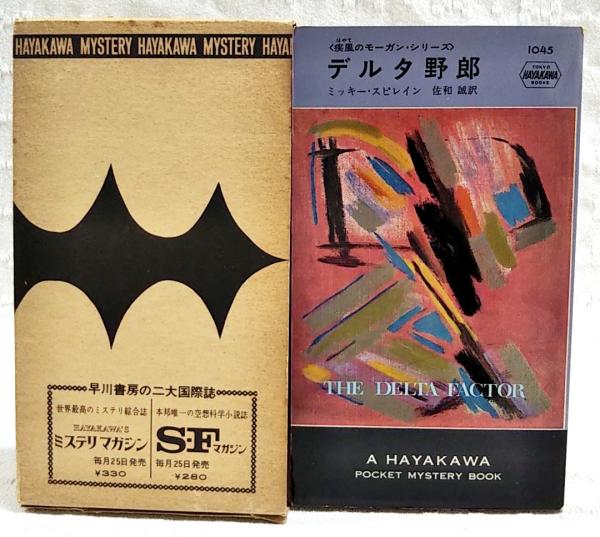 HAYAKAWA MYSTERY HAYAKAWA MYSTERY HAYA
早川書房の二大国際誌
世界最高のミステリ綜合誌
HAYAKAWA'S
ミステリマガジン
毎月25日発売
¥330
本邦唯一の空想科学小説誌
S-Fマガジン
毎月25日発売
¥280
はやて
〈疾風のモーガン・シリーズ〉
デルタ野郎
ミッキー・スピレイン 佐和 誠訳
1045
TOKYO
HAYAKAWA
BOOKS
THE DELTA FACTOR
A HAYAKAWA
POCKET MYSTERY BOOK